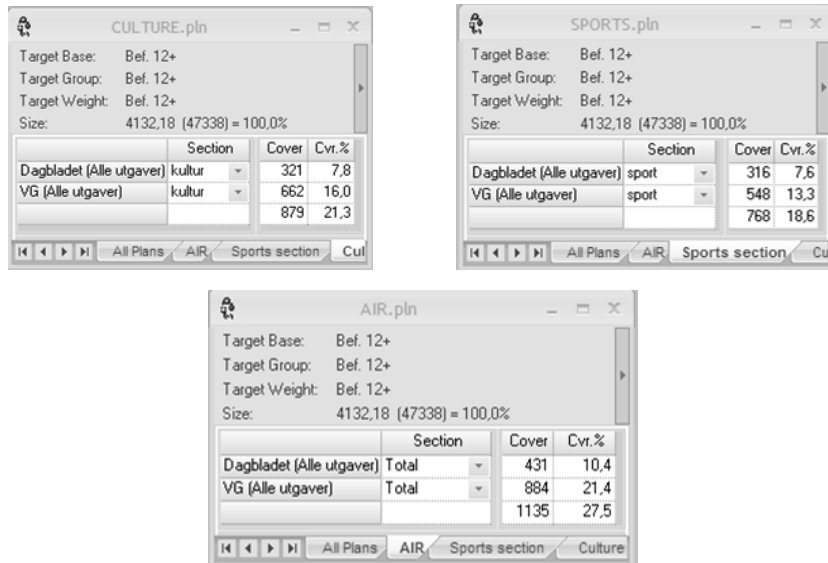 CULTURE.pln
Target Base: Bef. 12+
Target Group: Bef. 12+
Target Weight: Bef. 12+
Size: 4132,18 (47338) = 100,0%
Section Cover Cvr.%
Dagbladet (Alle utgaver) kultur 321 7,8
VG (Alle utgaver) kultur 662 16,0
879 21,3
All Plans AIR Sports section Cul
SPORTS.pln
Target Base: Bef. 12+
Target Group: Bef. 12+
Target Weight: Bef. 12+
Size: 4132,18 (47338) = 100,0%
Section Cover Cvr.%
Dagbladet (Alle utgaver) sport 316 7,6
VG (Alle utgaver) sport 548 13,3
768 18,6
All Plans AIR Sports section Cu
AIR.pln
Target Base: Bef. 12+
Target Group: Bef. 12+
Target Weight: Bef. 12+
Size: 4132,18 (47338) = 100,0%
Section Cover Cvr.%
Dagbladet (Alle utgaver) Total 431 10,4
VG (Alle utgaver) Total 884 21,4
1135 27,5
All Plans AIR Sports section Culture